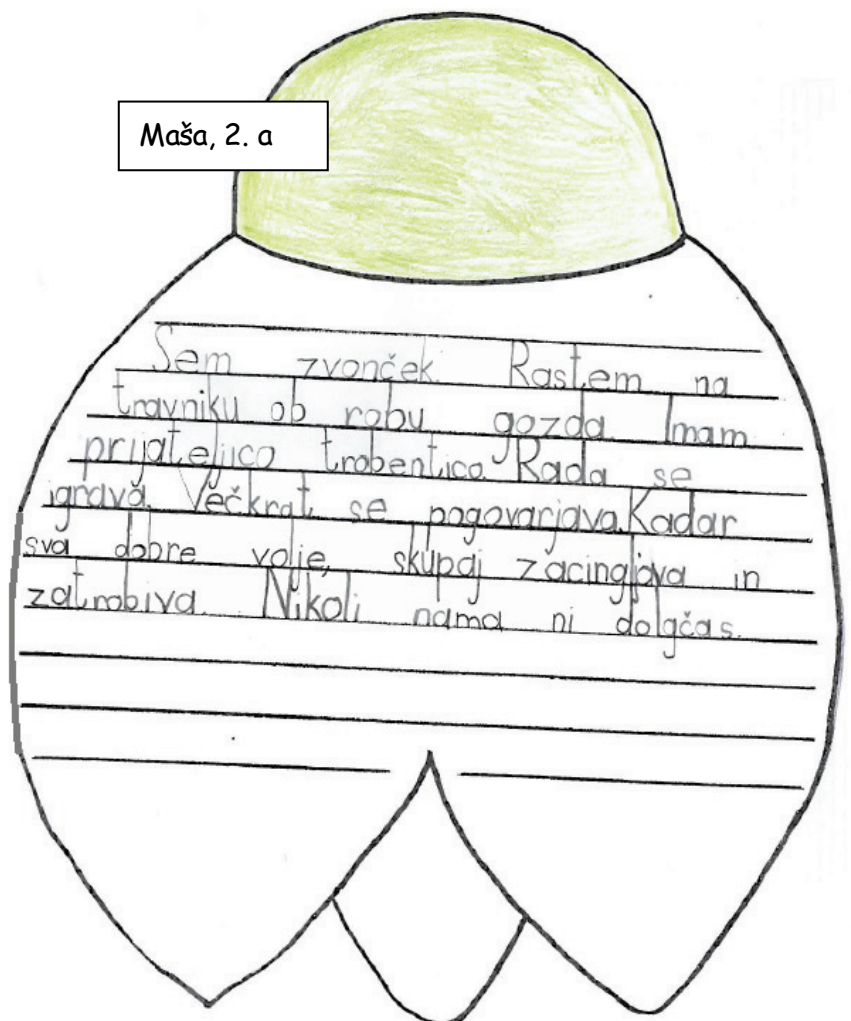 Maša, 2. a
Sem zvonček. Rastem na
travniku ob robu gozda. Imam
prijateljico trobentico. Rada se
igrava. Večkrat se pogovarjava. Kadar
sva dobre volje, skupaj zacingljava in
zatrobiva. Nikoli nama ni dolgčas.